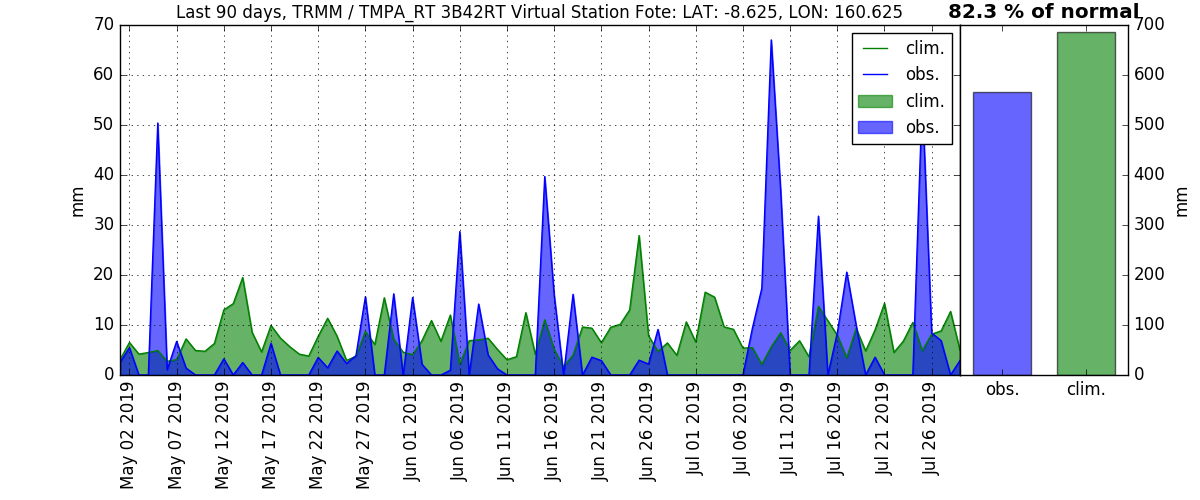 Last 90 days, TRMM / TMPA_RT 3B42RT Virtual Station Fote: LAT: -8.625, LON: 160.625
82.3 % of normal
70
60
50
40
30
20
10
0
mm
clim.
obs.
clim.
obs.
700
600
500
400
300
200
100
0
mm
May 02 2019
May 07 2019
May 12 2019
May 17 2019
May 22 2019
May 27 2019
Jun 01 2019
Jun 06 2019
Jun 11 2019
Jun 16 2019
Jun 21 2019
Jun 26 2019
Jul 01 2019
Jul 06 2019
Jul 11 2019
Jul 16 2019
Jul 21 2019
Jul 26 2019
obs.
clim.